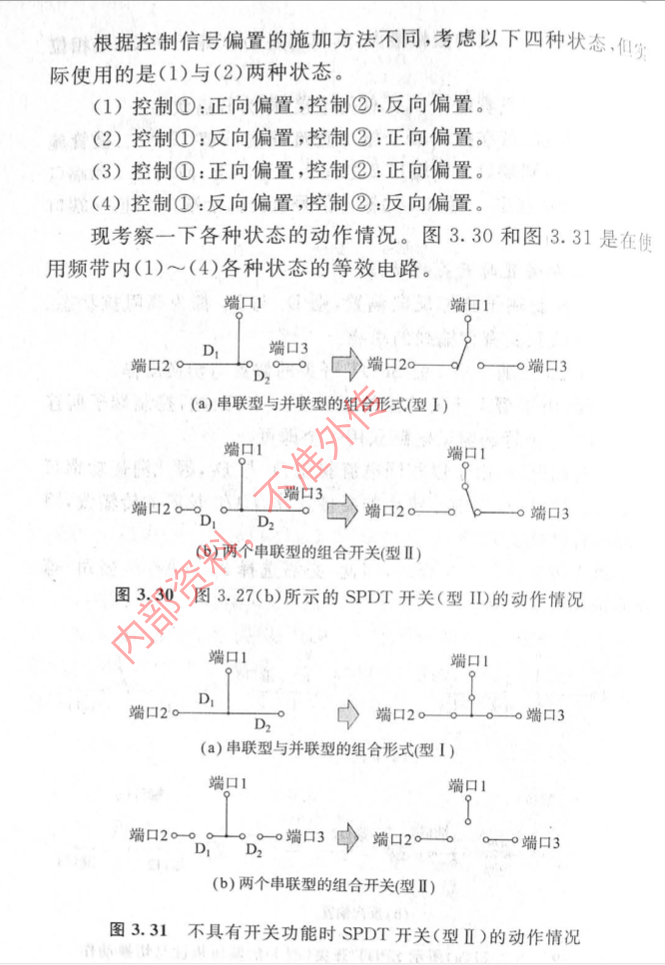 根据控制信号偏置的施加方法不同,考虑以下四种状态,但实
际使用的是(1)与(2)两种状态。
(1) 控制①:正向偏置,控制②:反向偏置。
(2) 控制①:反向偏置,控制②:正向偏置。
(3) 控制①:正向偏置,控制②:正向偏置。
(4) 控制①:反向偏置,控制②:反向偏置。
现考察一下各种状态的动作情况。图 3.30 和图 3.31 是在使
用频带内(1)～(4)各种状态的等效电路。
端口1 端口1
D₁ 端口3
端口2 D₂ 端口2 端口3
(a) 串联型与并联型的组合形式(型Ⅰ)
端口1 端口1
端口3
端口2 D₁ D₂ 端口2 端口3
(b) 两个串联型的组合开关(型Ⅱ)
图 3.30 图 3.27(b)所示的 SPDT 开关(型 II)的动作情况
内部资料，不准外传
端口1 端口1
D₁
端口2 D₂ 端口2 端口3
(a) 串联型与并联型的组合形式(型Ⅰ)
端口1 端口1
端口2 D₁ D₂ 端口3 端口2 端口3
(b) 两个串联型的组合开关(型Ⅱ)
图 3.31 不具有开关功能时 SPDT 开关(型Ⅱ)的动作情况